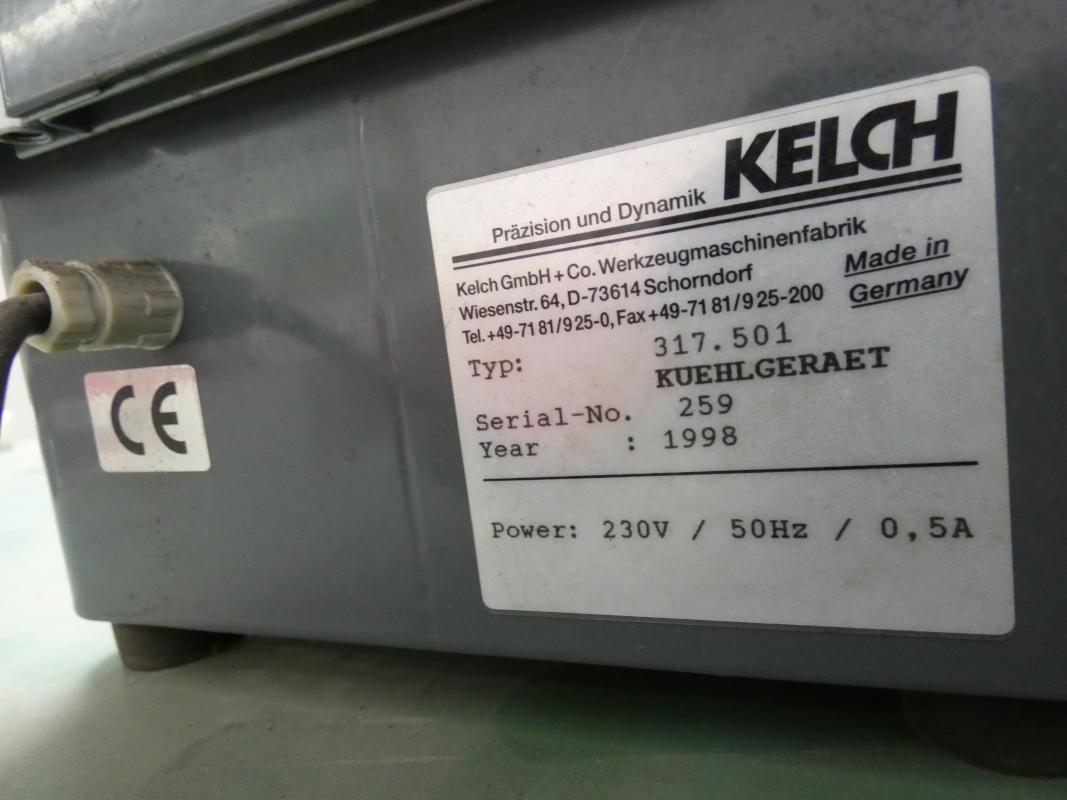 KELCH
Präzision und Dynamik
Kelch GmbH + Co. Werkzeugmaschinenfabrik
Wiesenstr. 64, D-73614 Schorndorf
Tel. +49-71 81/9 25-0, Fax +49-71 81/9 25-200
Made in
Germany
Typ: 317.501
KUEHLGERAET
Serial-No. 259
Year : 1998
Power: 230V / 50Hz / 0,5A
CE